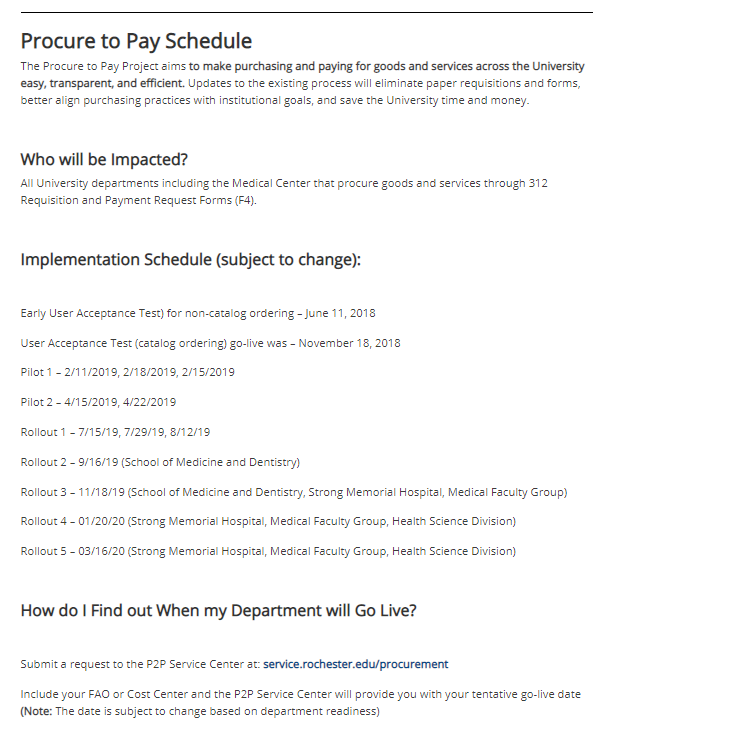 Procure to Pay Schedule
The Procure to Pay Project aims to make purchasing and paying for goods and services across the University
easy, transparent, and efficient. Updates to the existing process will eliminate paper requisitions and forms,
better align purchasing practices with institutional goals, and save the University time and money.
Who will be Impacted?
All University departments including the Medical Center that procure goods and services through 312
Requisition and Payment Request Forms (F4).
Implementation Schedule (subject to change):
Early User Acceptance Test) for non-catalog ordering – June 11, 2018
User Acceptance Test (catalog ordering) go-live was – November 18, 2018
Pilot 1 – 2/11/2019, 2/18/2019, 2/15/2019
Pilot 2 – 4/15/2019, 4/22/2019
Rollout 1 – 7/15/19, 7/29/19, 8/12/19
Rollout 2 – 9/16/19 (School of Medicine and Dentistry)
Rollout 3 – 11/18/19 (School of Medicine and Dentistry, Strong Memorial Hospital, Medical Faculty Group)
Rollout 4 – 01/20/20 (Strong Memorial Hospital, Medical Faculty Group, Health Science Division)
Rollout 5 – 03/16/20 (Strong Memorial Hospital, Medical Faculty Group, Health Science Division)
How do I Find out When my Department will Go Live?
Submit a request to the P2P Service Center at: service.rochester.edu/procurement
Include your FAO or Cost Center and the P2P Service Center will provide you with your tentative go-live date
(Note: The date is subject to change based on department readiness)